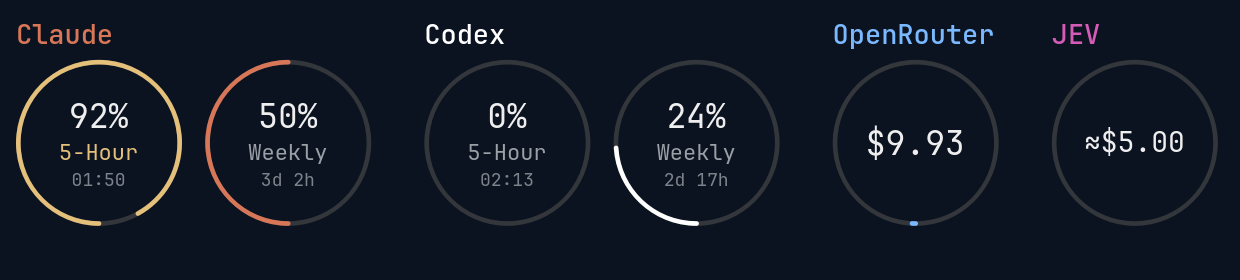 Claude
92%
5-Hour
01:50
50%
Weekly
3d 2h
Codex
0%
5-Hour
02:13
24%
Weekly
2d 17h
OpenRouter
$9.93
JEV
≈$5.00